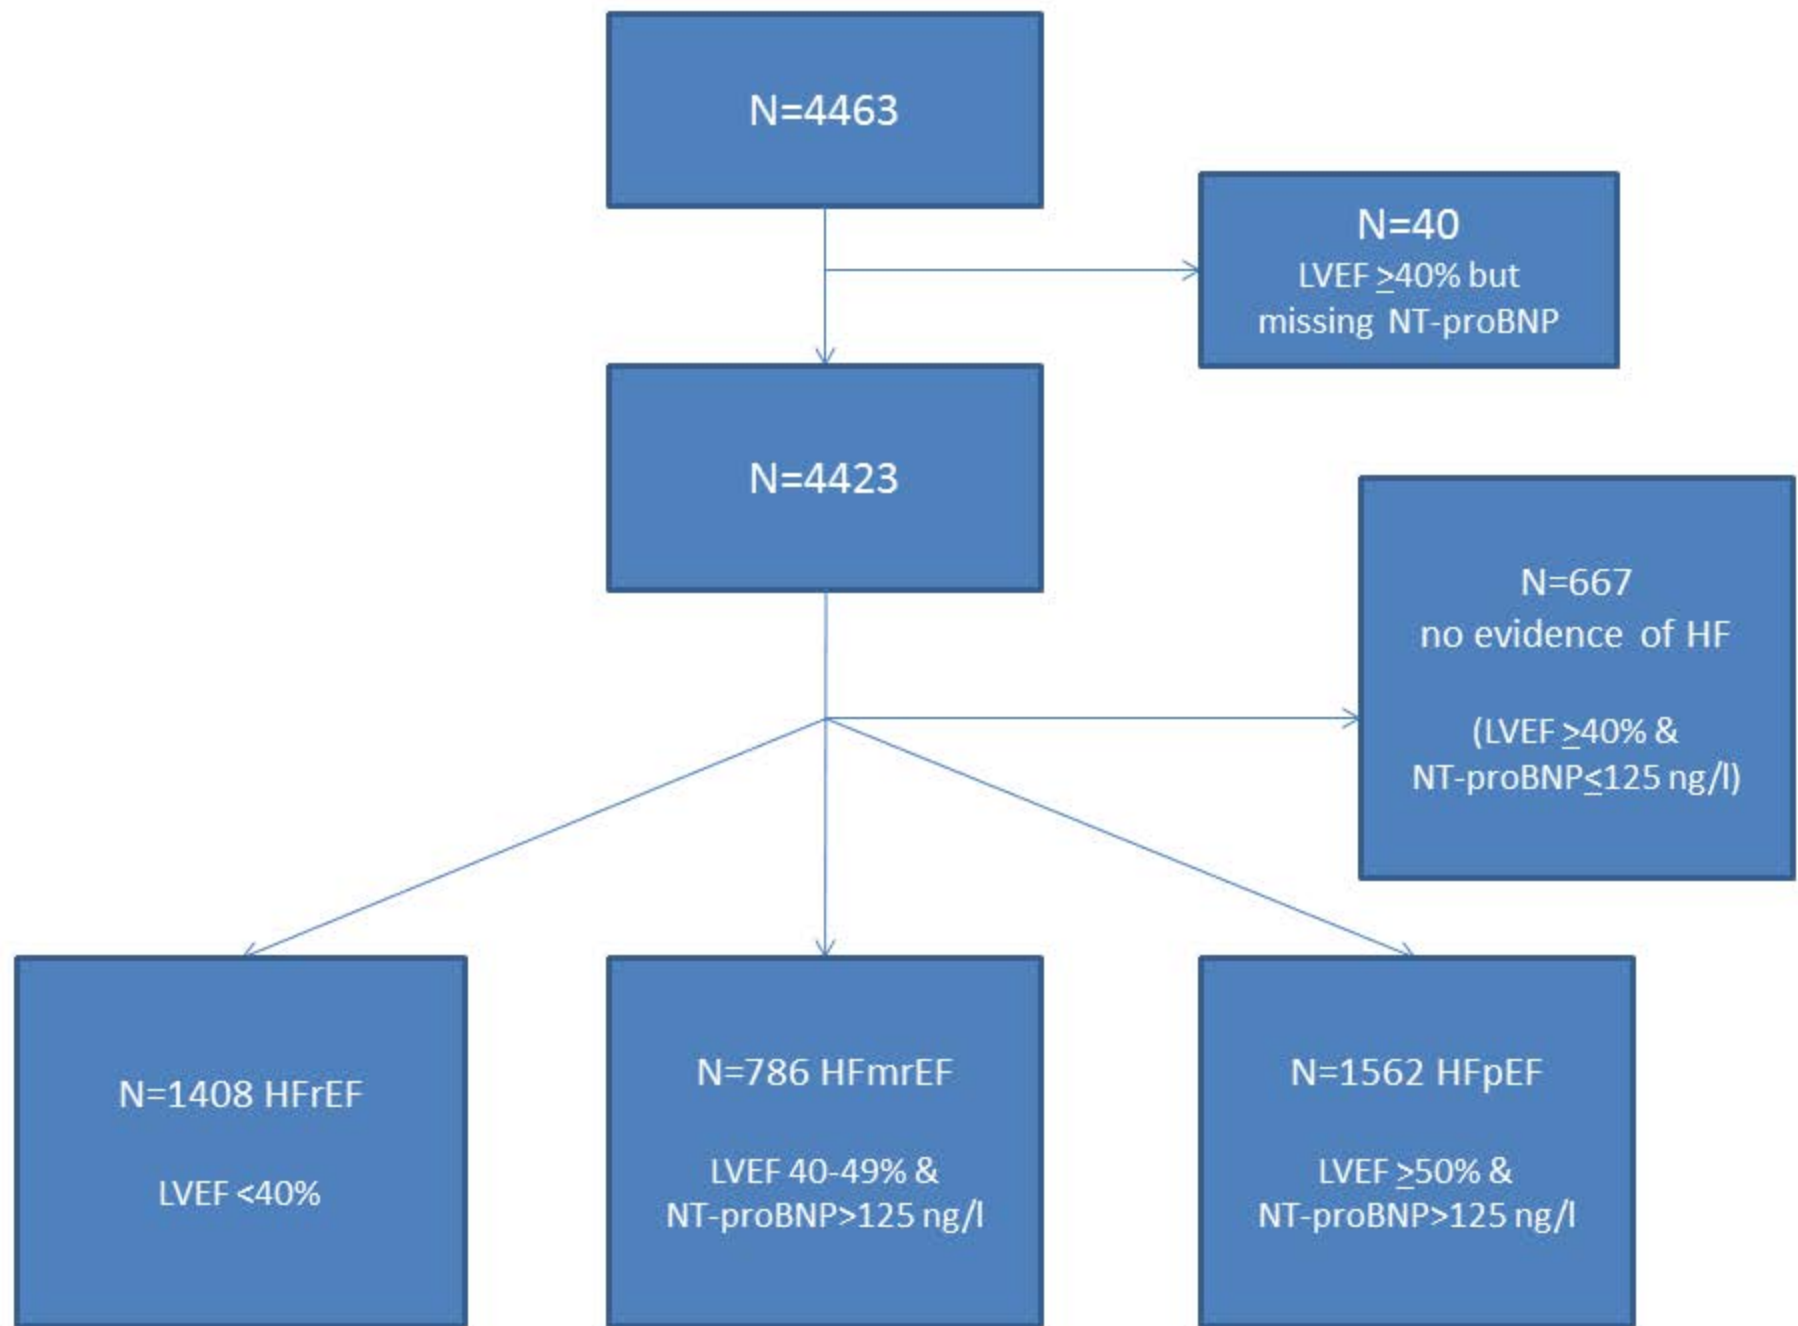 N=4463
N=40
LVEF ≥40% but
missing NT-proBNP
N=4423
N=667
no evidence of HF
(LVEF ≥40% &
NT-proBNP≤125 ng/l)
N=1408 HFrEF
LVEF <40%
N=786 HFmrEF
LVEF 40-49% &
NT-proBNP>125 ng/l
N=1562 HFpEF
LVEF ≥50% &
NT-proBNP>125 ng/l